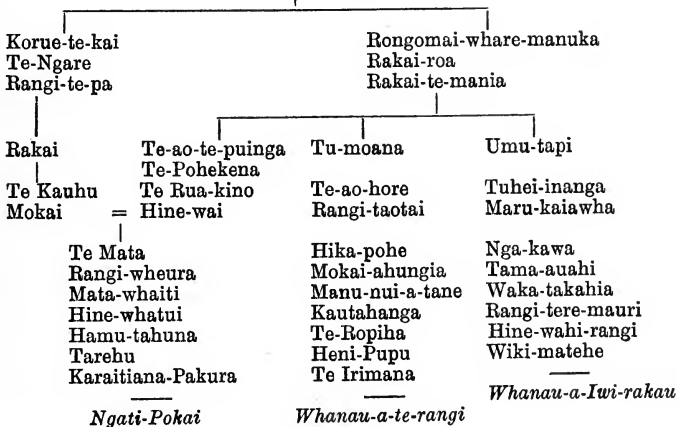 Korue-te-kai Rongomai-whare-manuka
Te-Ngare Rakai-roa
Rangi-te-pa Rakai-te-mania
Rakai Te-ao-te-puinga Tu-moana Umu-tapi
Te-Pohekena
Te Kauhu Te Rua-kino Te-ao-hore Tuhei-inanga
Mokai = Hine-wai Rangi-taotai Maru-kaiawha
Te Mata Hika-pohe Nga-kawa
Rangi-wheura Mokai-ahungia Tama-auahi
Mata-whaiti Manu-nui-a-tane Waka-takahia
Hine-whatui Kautahanga Rangi-tere-mauri
Hamu-tahuna Te-Ropiha Hine-wahi-rangi
Tarehu Heni-Pupu Wiki-matehe
Karaitiana-Pakura Te Irimana
Whanau-a-Iwi-rakau
Ngati-Pokai Whanau-a-te-rangi